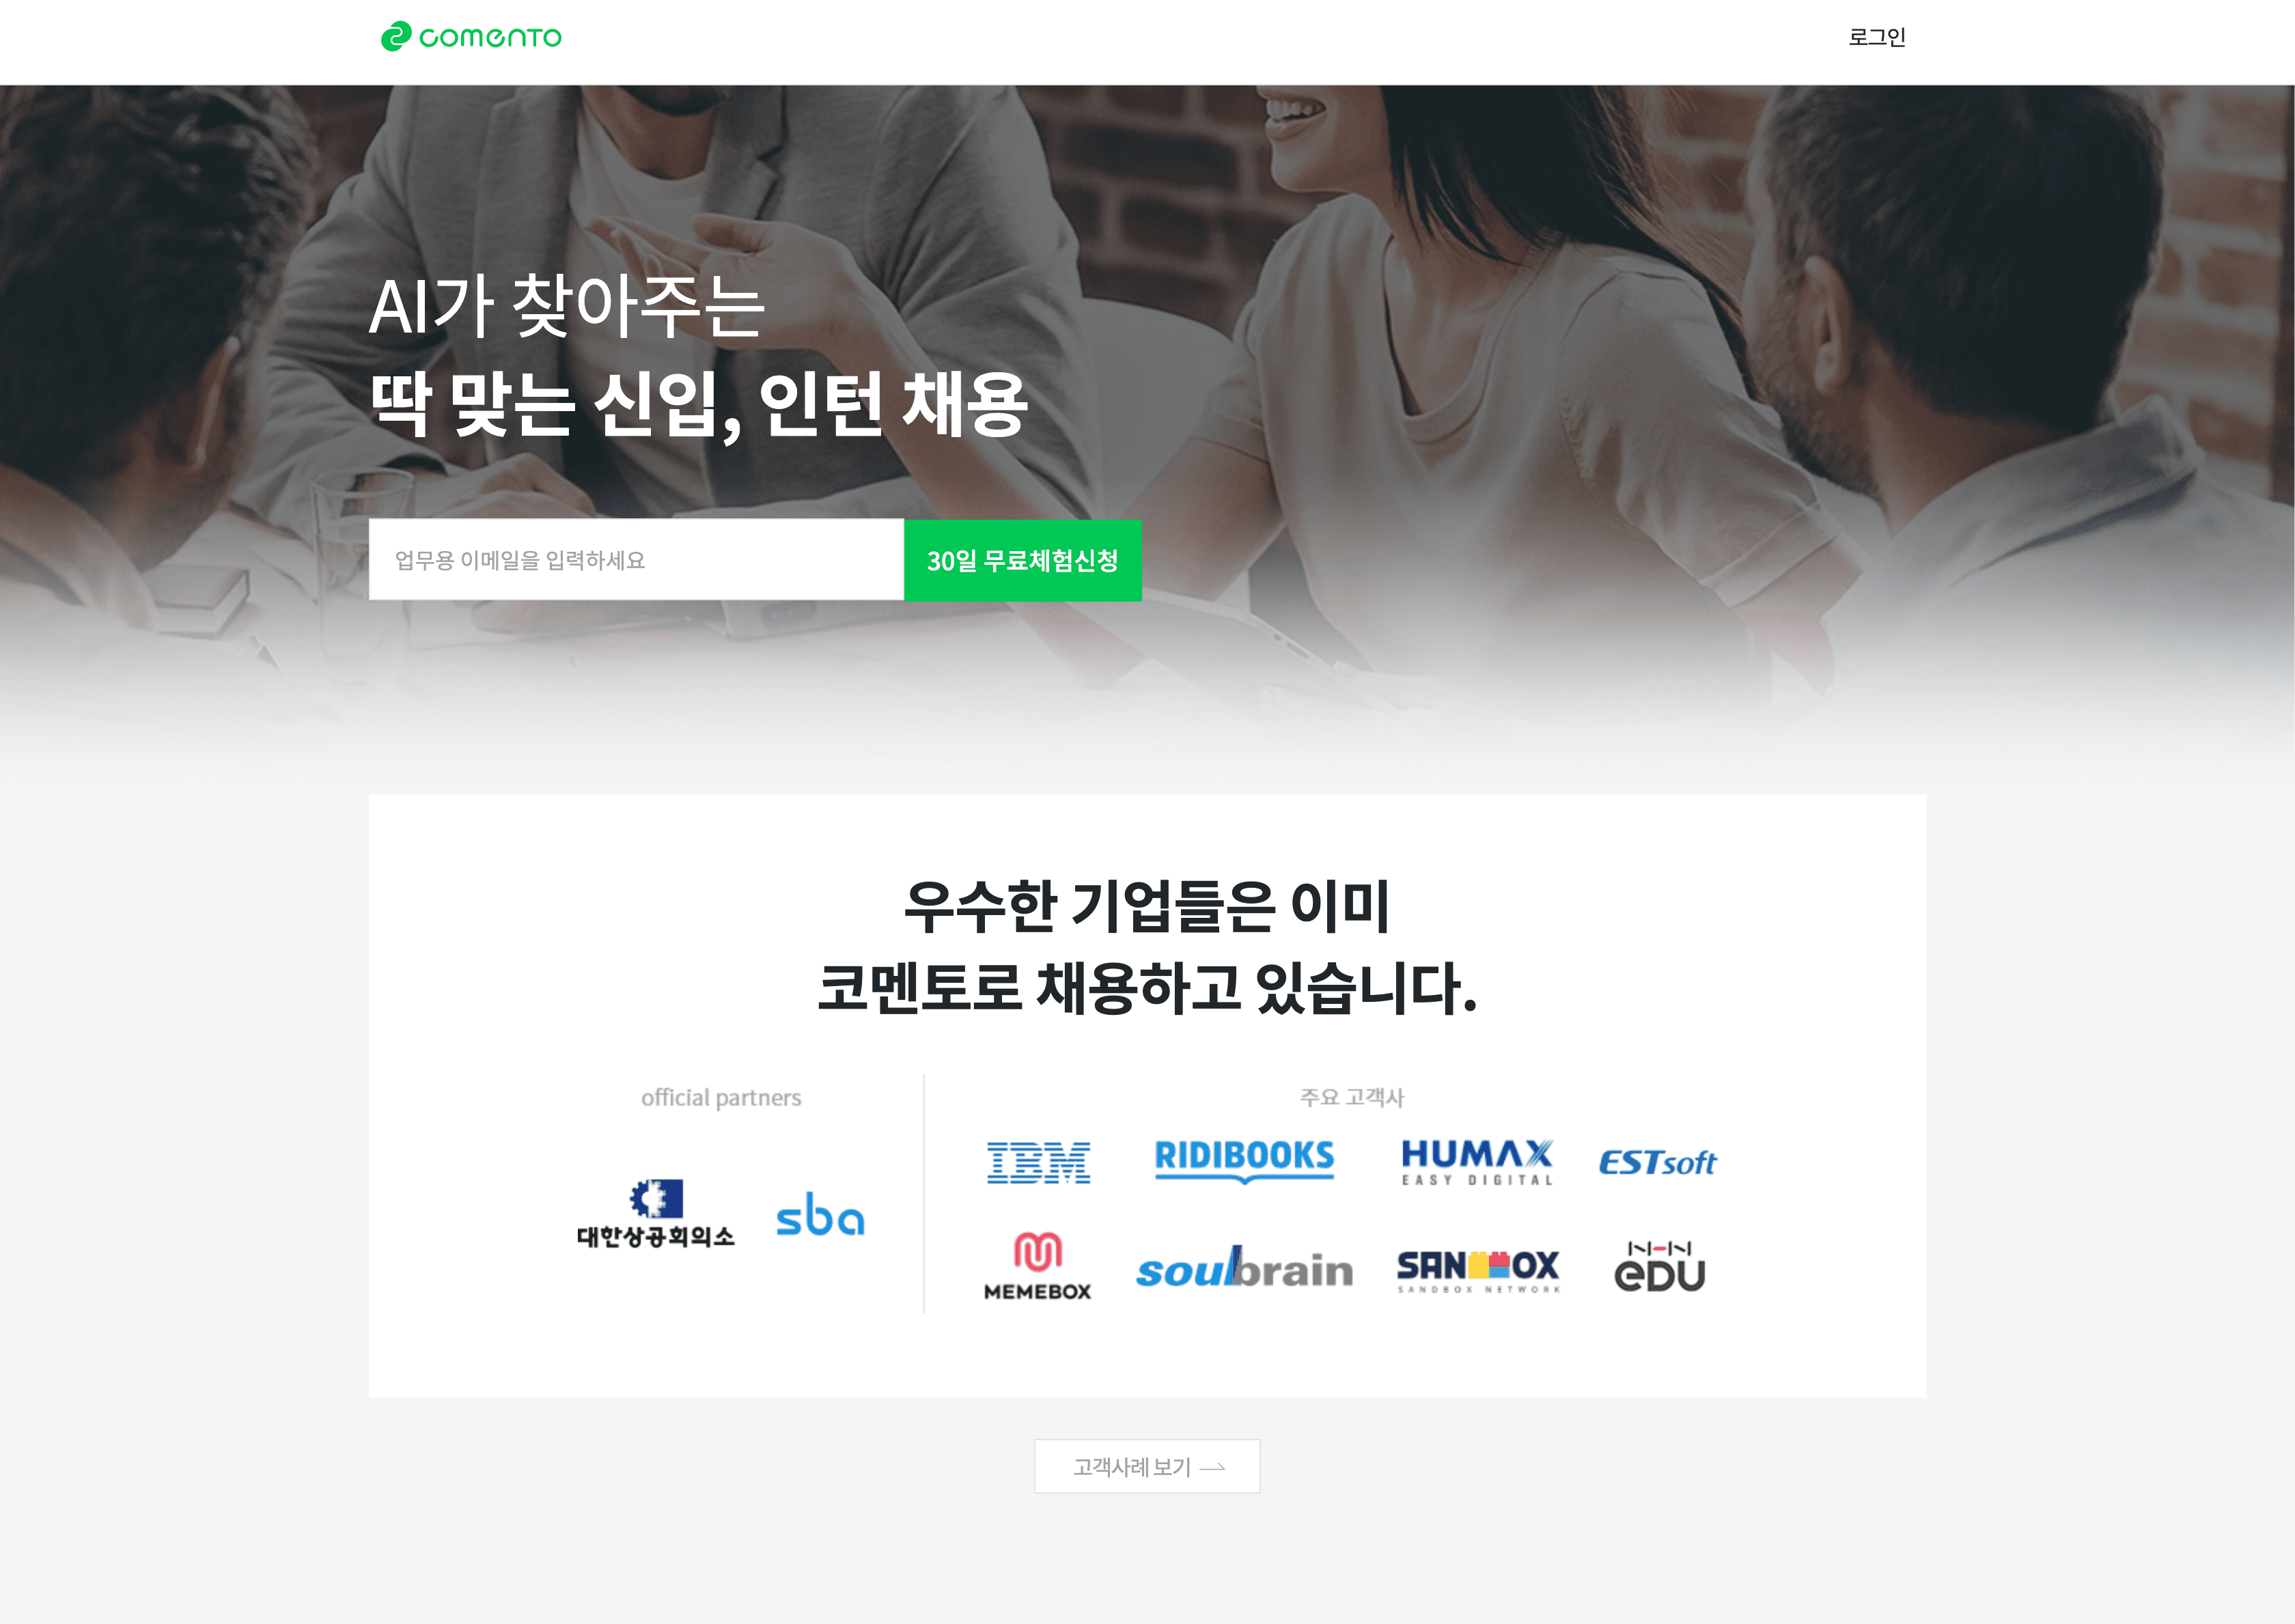 comento
로그인
AI가 찾아주는
딱 맞는 신입, 인턴 채용
업무용 이메일을 입력하세요
30일 무료체험신청
우수한 기업들은 이미
코멘토로 채용하고 있습니다.
official partners
대한상공회의소
sba
주요 고객사
IBM
RIDIBOOKS
HUMAX
EASY DIGITAL
ESTsoft
MEMEBOX
soulbrain
SANDBOX
SANDBOX NETWORK
NHN
eDU
고객사례 보기